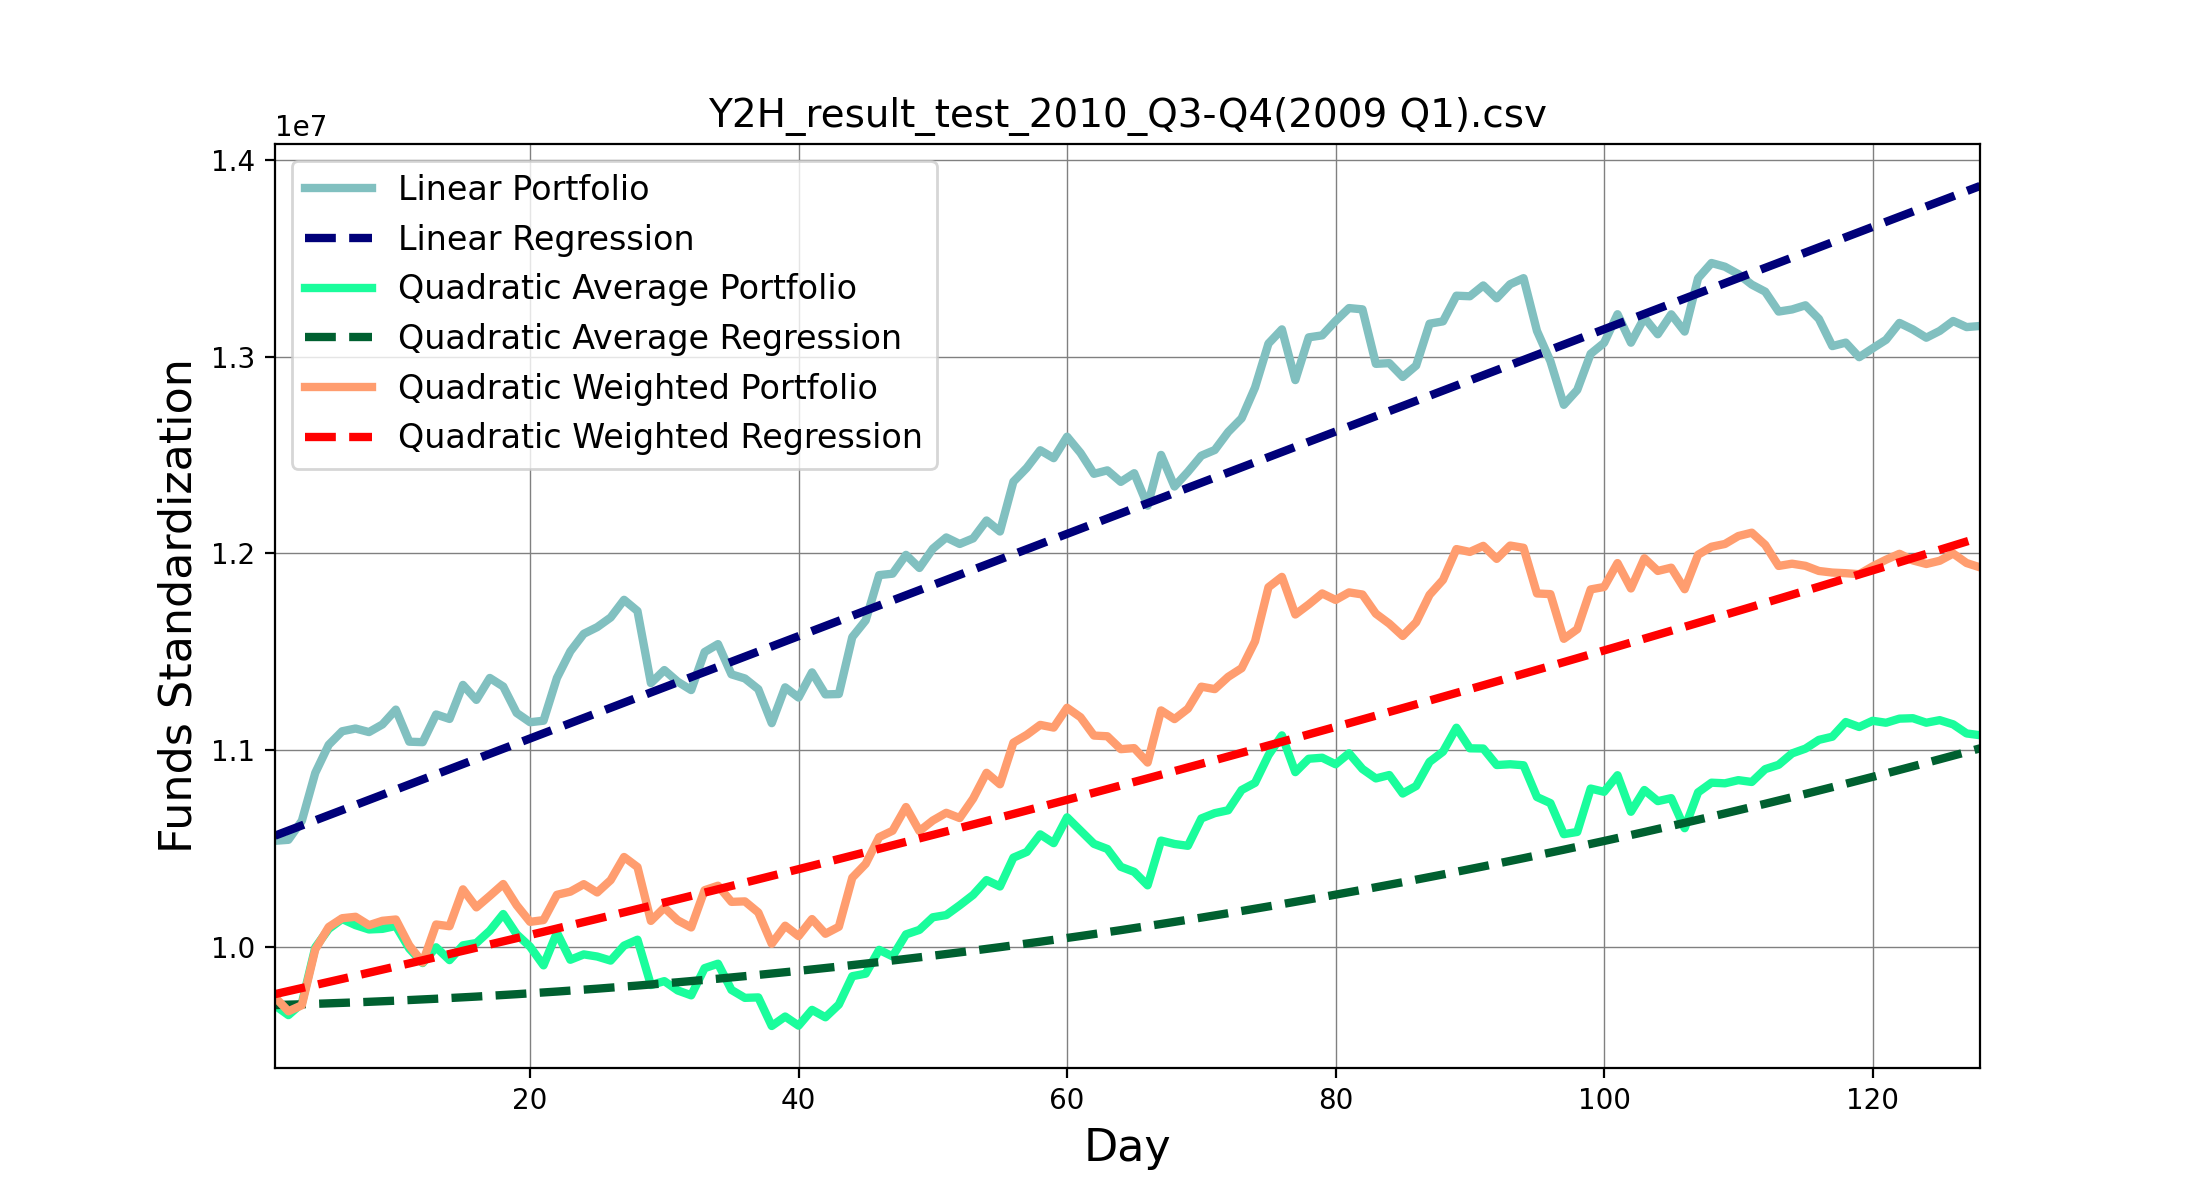 Y2H_result_test_2010_Q3-Q4(2009 Q1).csv
1e7
1.4
1.3
1.2
1.1
1.0
Funds Standardization
Linear Portfolio
Linear Regression
Quadratic Average Portfolio
Quadratic Average Regression
Quadratic Weighted Portfolio
Quadratic Weighted Regression
20 40 60 80 100 120
Day